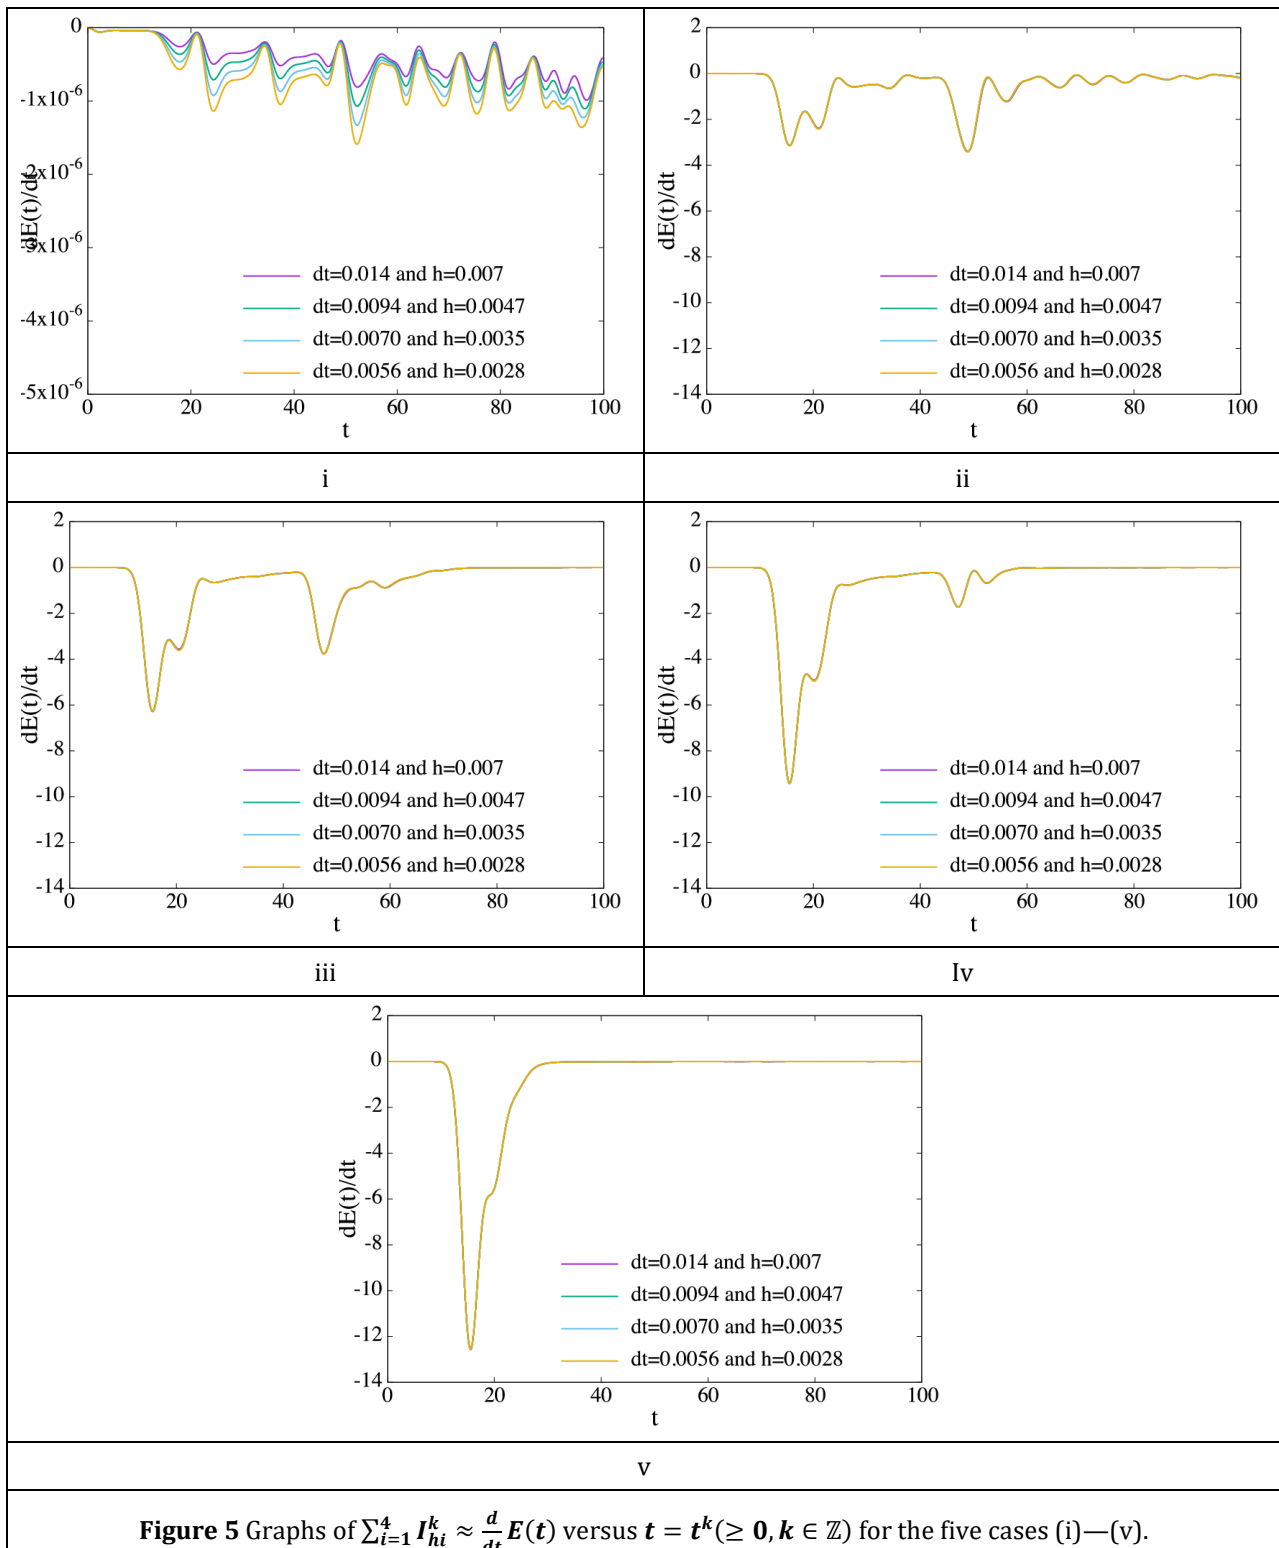 0
-1x10-6
-2x10-6
-3x10-6
-4x10-6
-5x10-6
dE(t)/dt
dt=0.014 and h=0.007
dt=0.0094 and h=0.0047
dt=0.0070 and h=0.0035
dt=0.0056 and h=0.0028
0 20 40 60 80 100
t
2
0
-2
-4
-6
-8
-10
-12
-14
dE(t)/dt
dt=0.014 and h=0.007
dt=0.0094 and h=0.0047
dt=0.0070 and h=0.0035
dt=0.0056 and h=0.0028
0 20 40 60 80 100
t
i
ii
2
0
-2
-4
-6
-8
-10
-12
-14
dE(t)/dt
dt=0.014 and h=0.007
dt=0.0094 and h=0.0047
dt=0.0070 and h=0.0035
dt=0.0056 and h=0.0028
0 20 40 60 80 100
t
2
0
-2
-4
-6
-8
-10
-12
-14
dE(t)/dt
dt=0.014 and h=0.007
dt=0.0094 and h=0.0047
dt=0.0070 and h=0.0035
dt=0.0056 and h=0.0028
0 20 40 60 80 100
t
iii
Iv
2
0
-2
-4
-6
-8
-10
-12
-14
dE(t)/dt
dt=0.014 and h=0.007
dt=0.0094 and h=0.0047
dt=0.0070 and h=0.0035
dt=0.0056 and h=0.0028
0 20 40 60 80 100
t
v
Figure 5 Graphs of ∑⁴ᵢ₌₁ Iᵏₕᵢ ≈ d/dt E(t) versus t = tᵏ(≥ 0, k ∈ ℤ) for the five cases (i)—(v).